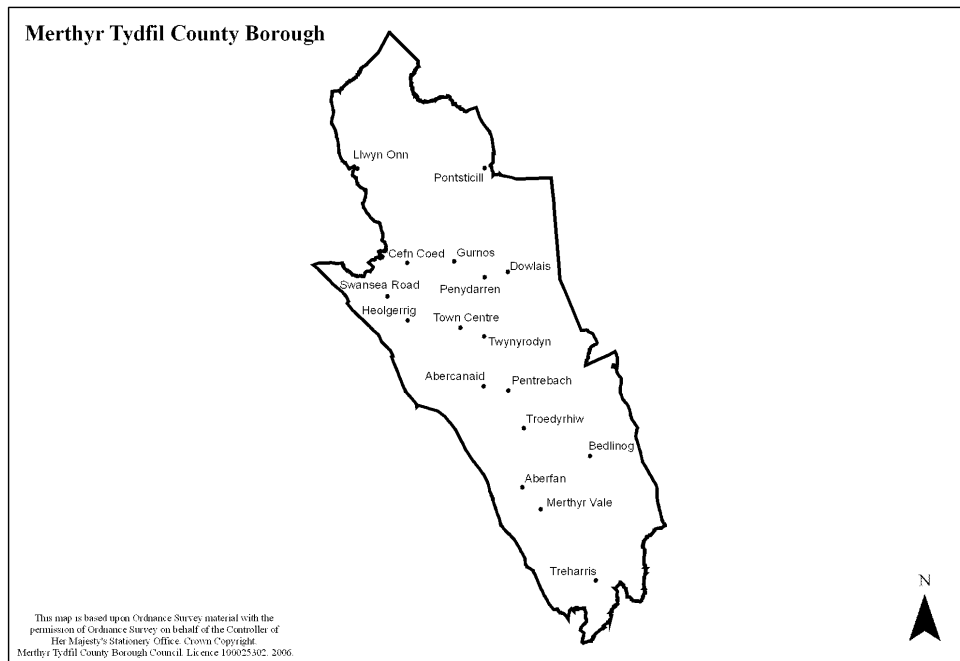 Merthyr Tydfil County Borough
Llwyn Onn
Pontsticill
Cefn Coed
Gurnos
Dowlais
Swansea Road
Penydarren
Heolgerrig
Town Centre
Twynyrodyn
Abercanaid
Pentrebach
Troedyrhiw
Bedlinog
Aberfan
Merthyr Vale
Treharris
N
This map is based upon Ordnance Survey material with the
permission of Ordnance Survey on behalf of the Controller of
Her Majesty's Stationery Office. Crown Copyright.
Merthyr Tydfil County Borough Council. Licence 100025302. 2006.